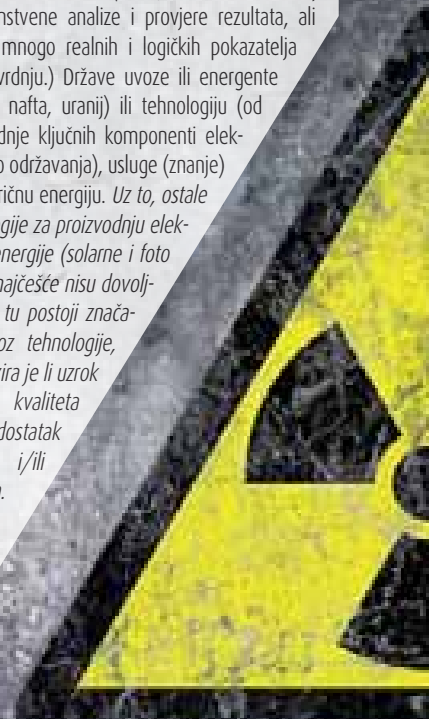 nstvene analize i provjere rezultata, ali
mnogo realnih i logičkih pokazatelja
vrdnju.) Države uvoze ili energente
nafta, uranij) ili tehnologiju (od
dnje ključnih komponenti elek-
o održavanja), usluge (znanje)
ričnu energiju. Uz to, ostale
gije za proizvodnju elek-
energije (solarne i foto
najčešće nisu dovolj-
tu postoji znača-
oz tehnologije,
ira je li uzrok
kvaliteta
dostatak
i/ili